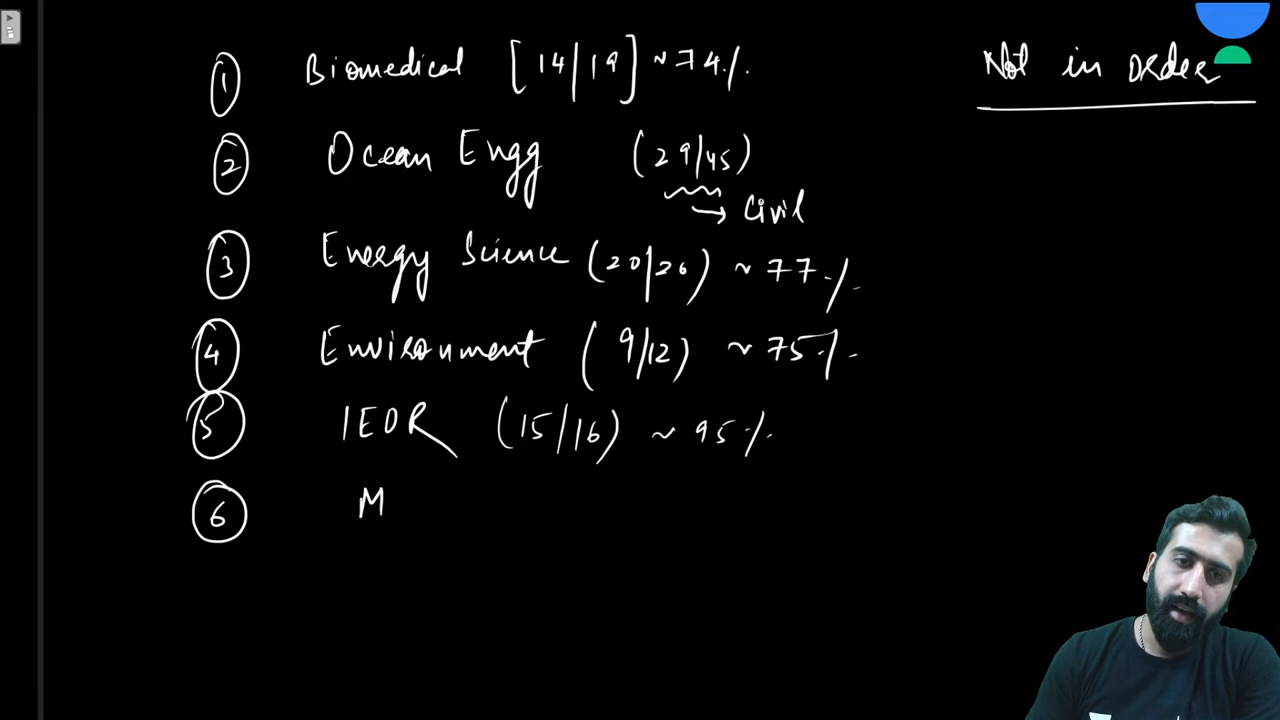 Not in order
1 Biomedical [14/19] ~74%.
2 Ocean Engg (29/45)
→ Civil
3 Energy Science (20/26) ~77%.
4 Environment (9/12) ~75%.
5 IEOR (15/16) ~95%.
6 M